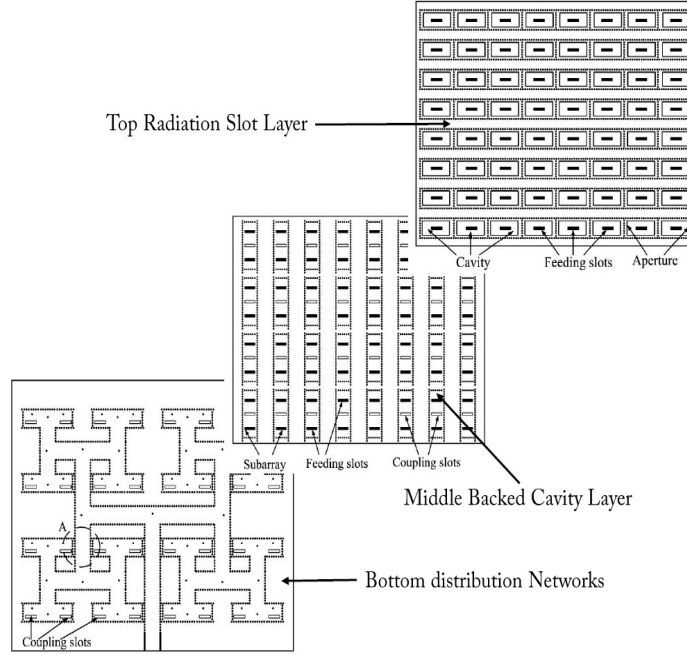 Top Radiation Slot Layer
Cavity
Feeding slots
Aperture
Subarray
Feeding slots
Coupling slots
Middle Backed Cavity Layer
A
Bottom distribution Networks
Coupling slots